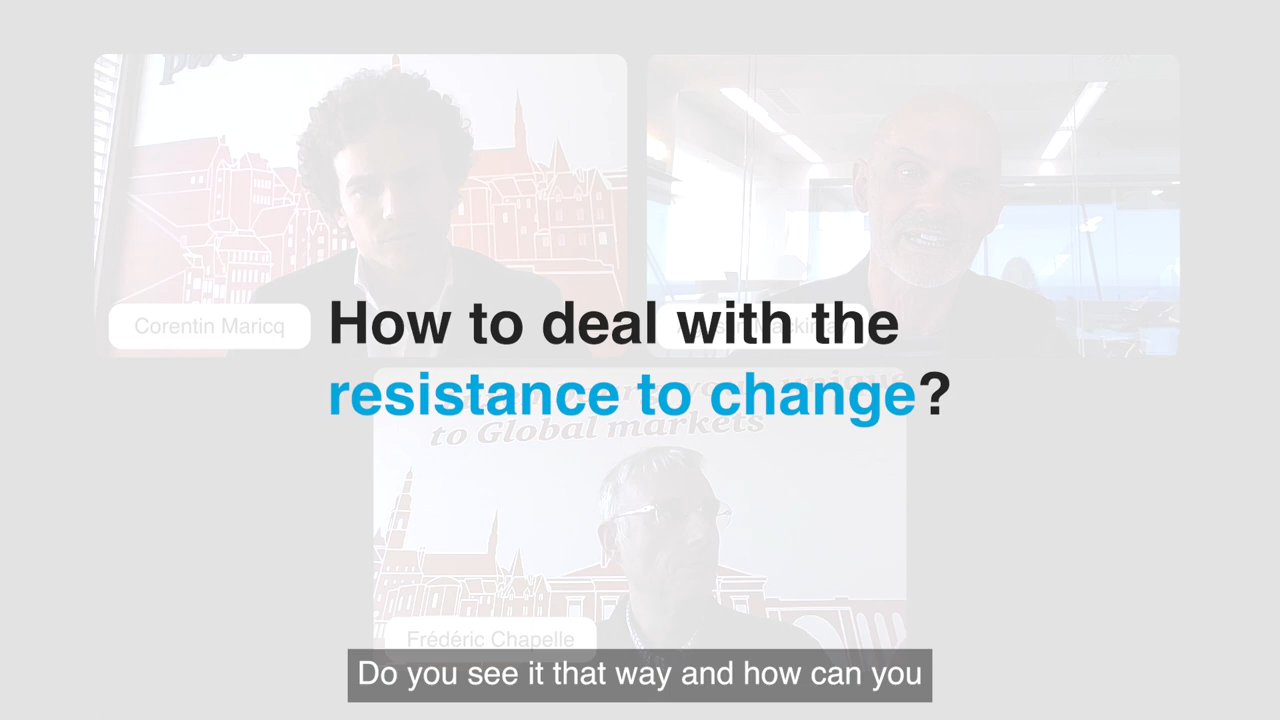 pwc
Corentin Maricq
How to deal with the
resistance to change?
to Global markets
Frédéric Chapelle
Do you see it that way and how can you